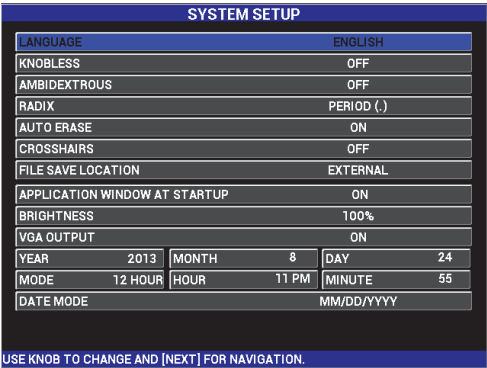 SYSTEM SETUP
LANGUAGE ENGLISH
KNOBLESS OFF
AMBIDEXTROUS OFF
RADIX PERIOD (.)
AUTO ERASE ON
CROSSHAIRS OFF
FILE SAVE LOCATION EXTERNAL
APPLICATION WINDOW AT STARTUP ON
BRIGHTNESS 100%
VGA OUTPUT ON
YEAR 2013 MONTH 8 DAY 24
MODE 12 HOUR HOUR 11 PM MINUTE 55
DATE MODE MM/DD/YYYY
USE KNOB TO CHANGE AND [NEXT] FOR NAVIGATION.